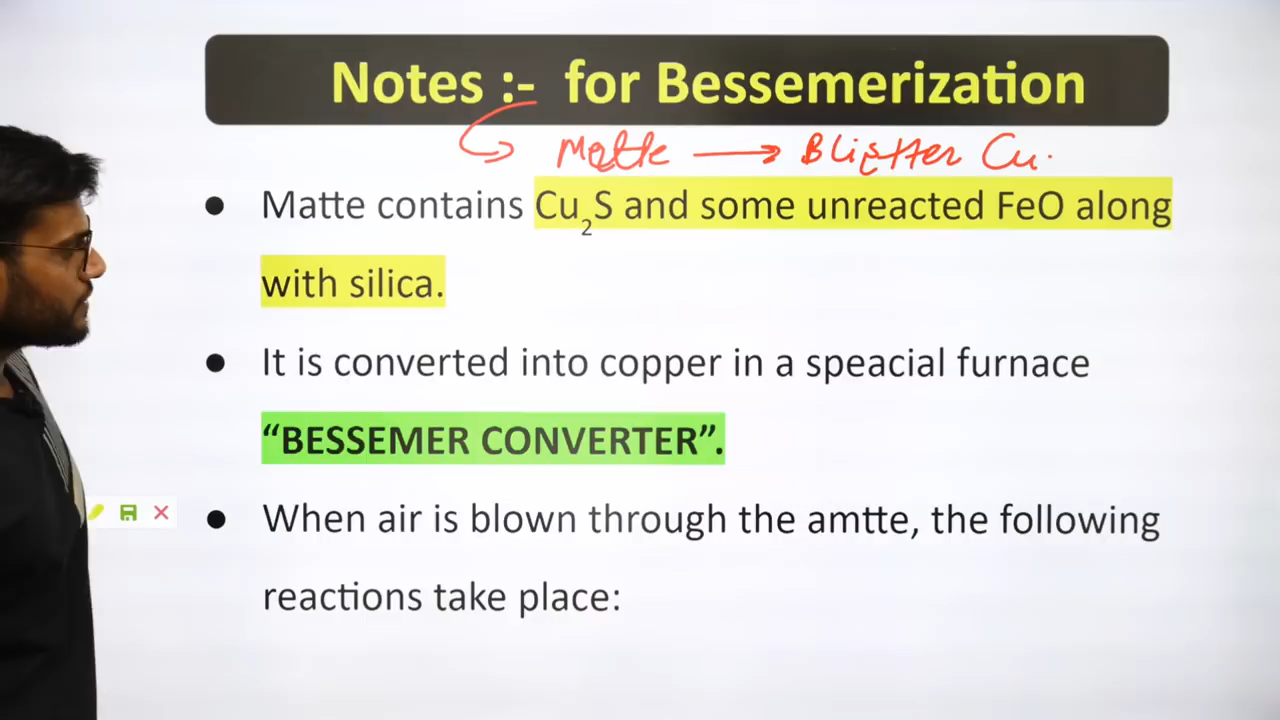 Notes :- for Bessemerization
Matte → Blister Cu.
● Matte contains Cu₂S and some unreacted FeO along
with silica.
● It is converted into copper in a speacial furnace
“BESSEMER CONVERTER”.
● When air is blown through the amtte, the following
reactions take place: